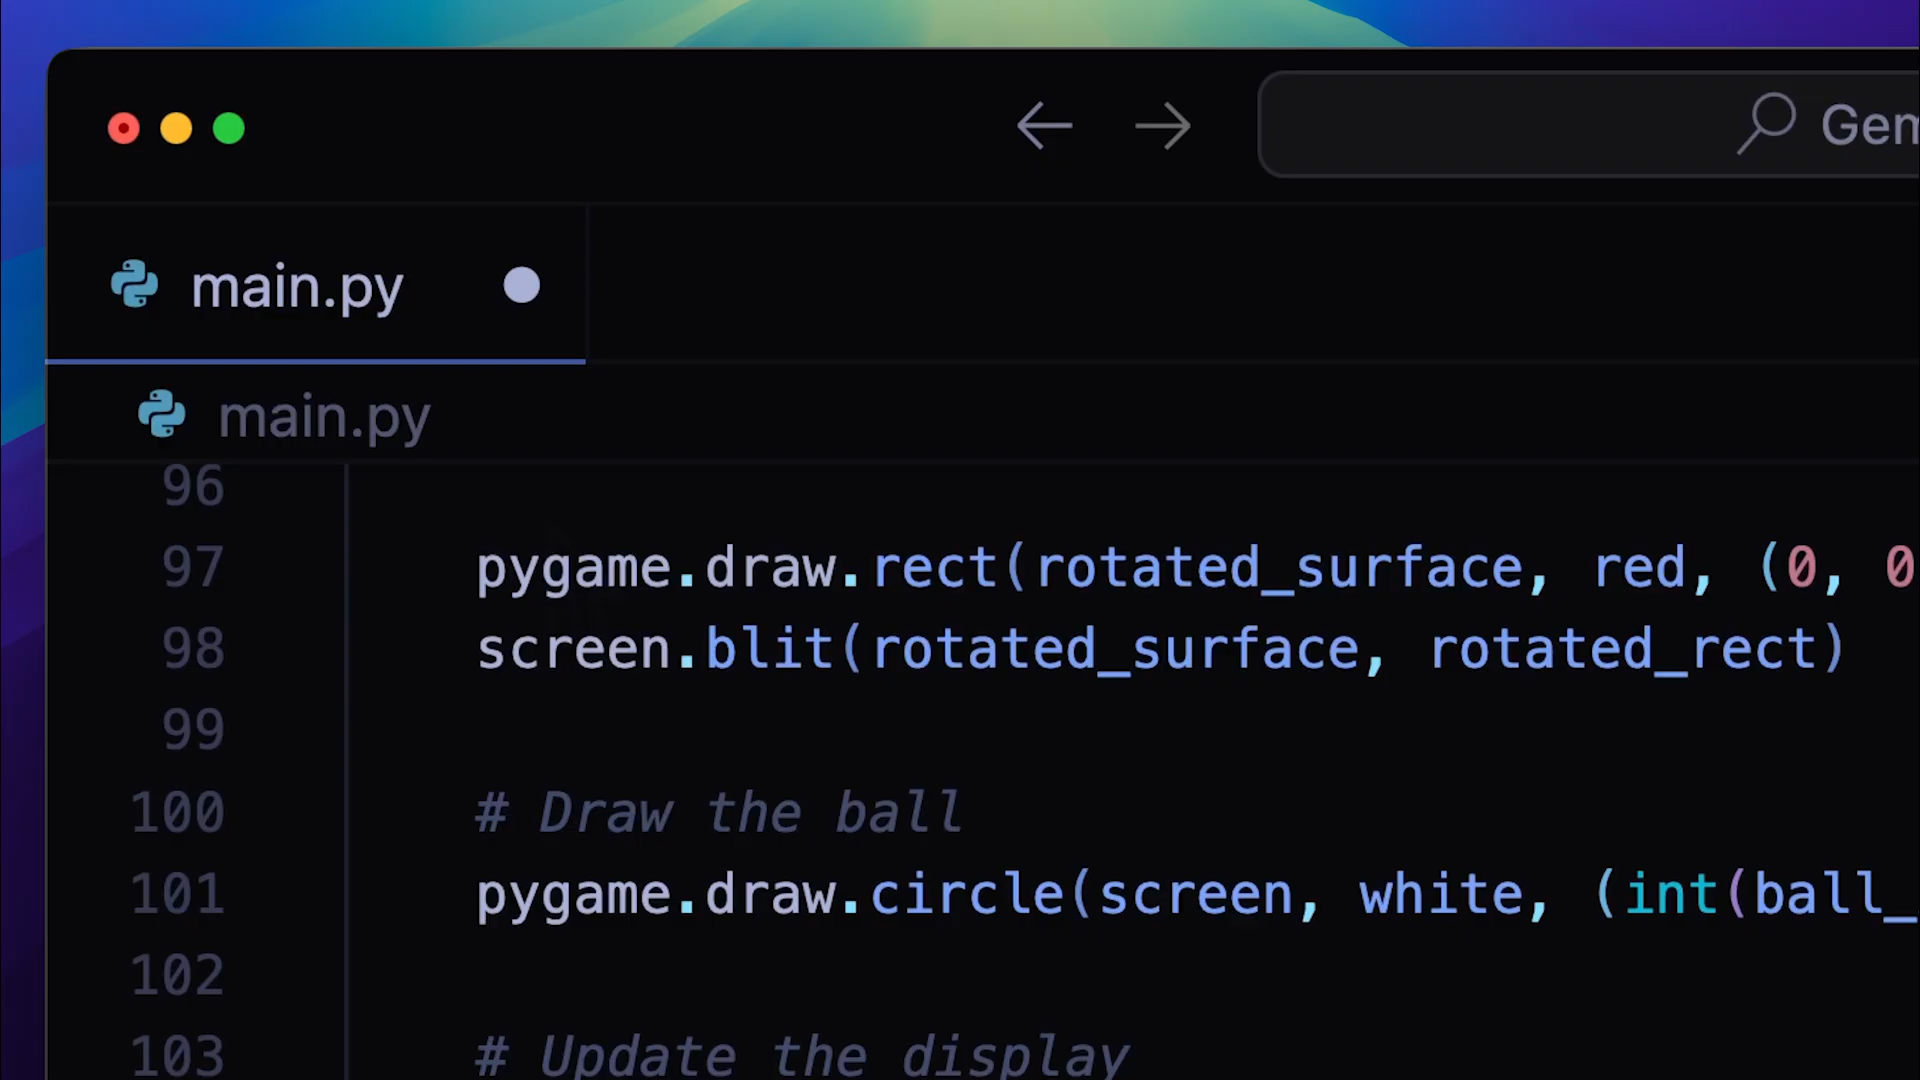 Gem
main.py
main.py
96
97 pygame.draw.rect(rotated_surface, red, (0, 0
98 screen.blit(rotated_surface, rotated_rect)
99
100 # Draw the ball
101 pygame.draw.circle(screen, white, (int(ball_
102
103 # Update the display